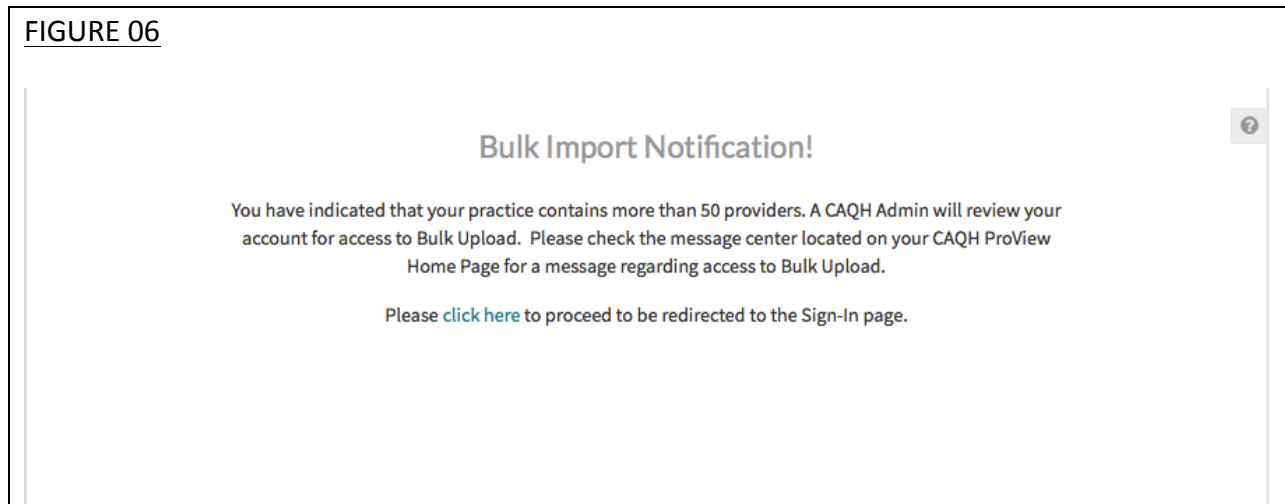 FIGURE 06
Bulk Import Notification!
You have indicated that your practice contains more than 50 providers. A CAQH Admin will review your
account for access to Bulk Upload.  Please check the message center located on your CAQH ProView
Home Page for a message regarding access to Bulk Upload.
Please click here to proceed to be redirected to the Sign-In page.